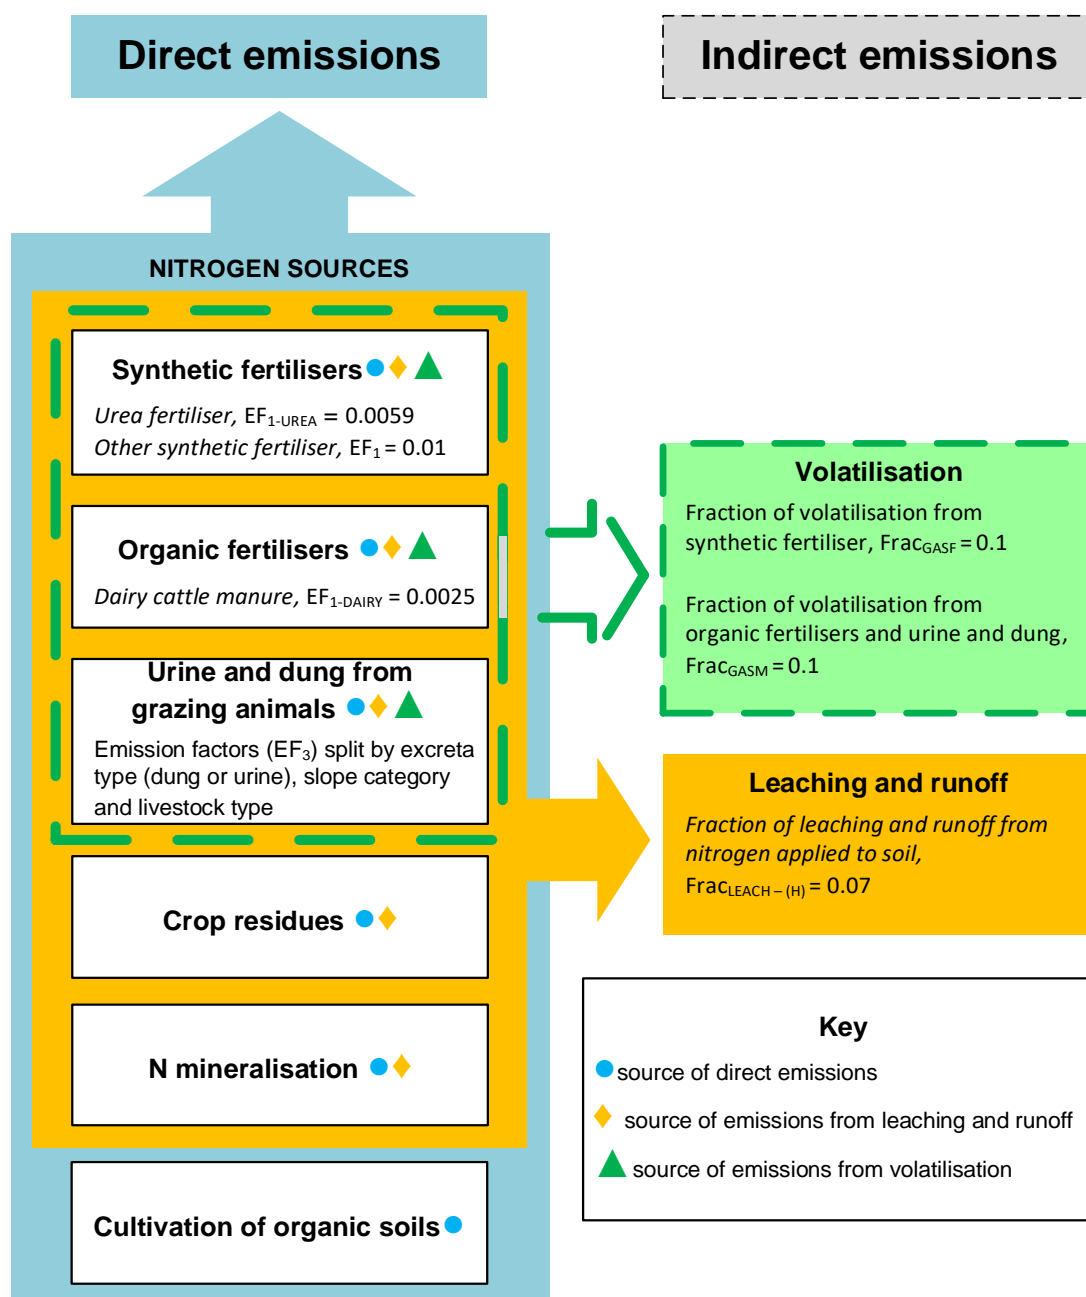 Direct emissions
Indirect emissions
NITROGEN SOURCES
Synthetic fertilisers
Urea fertiliser, EF1-UREA = 0.0059
Other synthetic fertiliser, EF1 = 0.01
Organic fertilisers
Dairy cattle manure, EF1-DAIRY = 0.0025
Urine and dung from
grazing animals
Emission factors (EF3) split by excreta
type (dung or urine), slope category
and livestock type
Crop residues
N mineralisation
Cultivation of organic soils
Volatilisation
Fraction of volatilisation from
synthetic fertiliser, FracGASF = 0.1
Fraction of volatilisation from
organic fertilisers and urine and dung,
FracGASM = 0.1
Leaching and runoff
Fraction of leaching and runoff from
nitrogen applied to soil,
FracLEACH – (H) = 0.07
Key
source of direct emissions
source of emissions from leaching and runoff
source of emissions from volatilisation